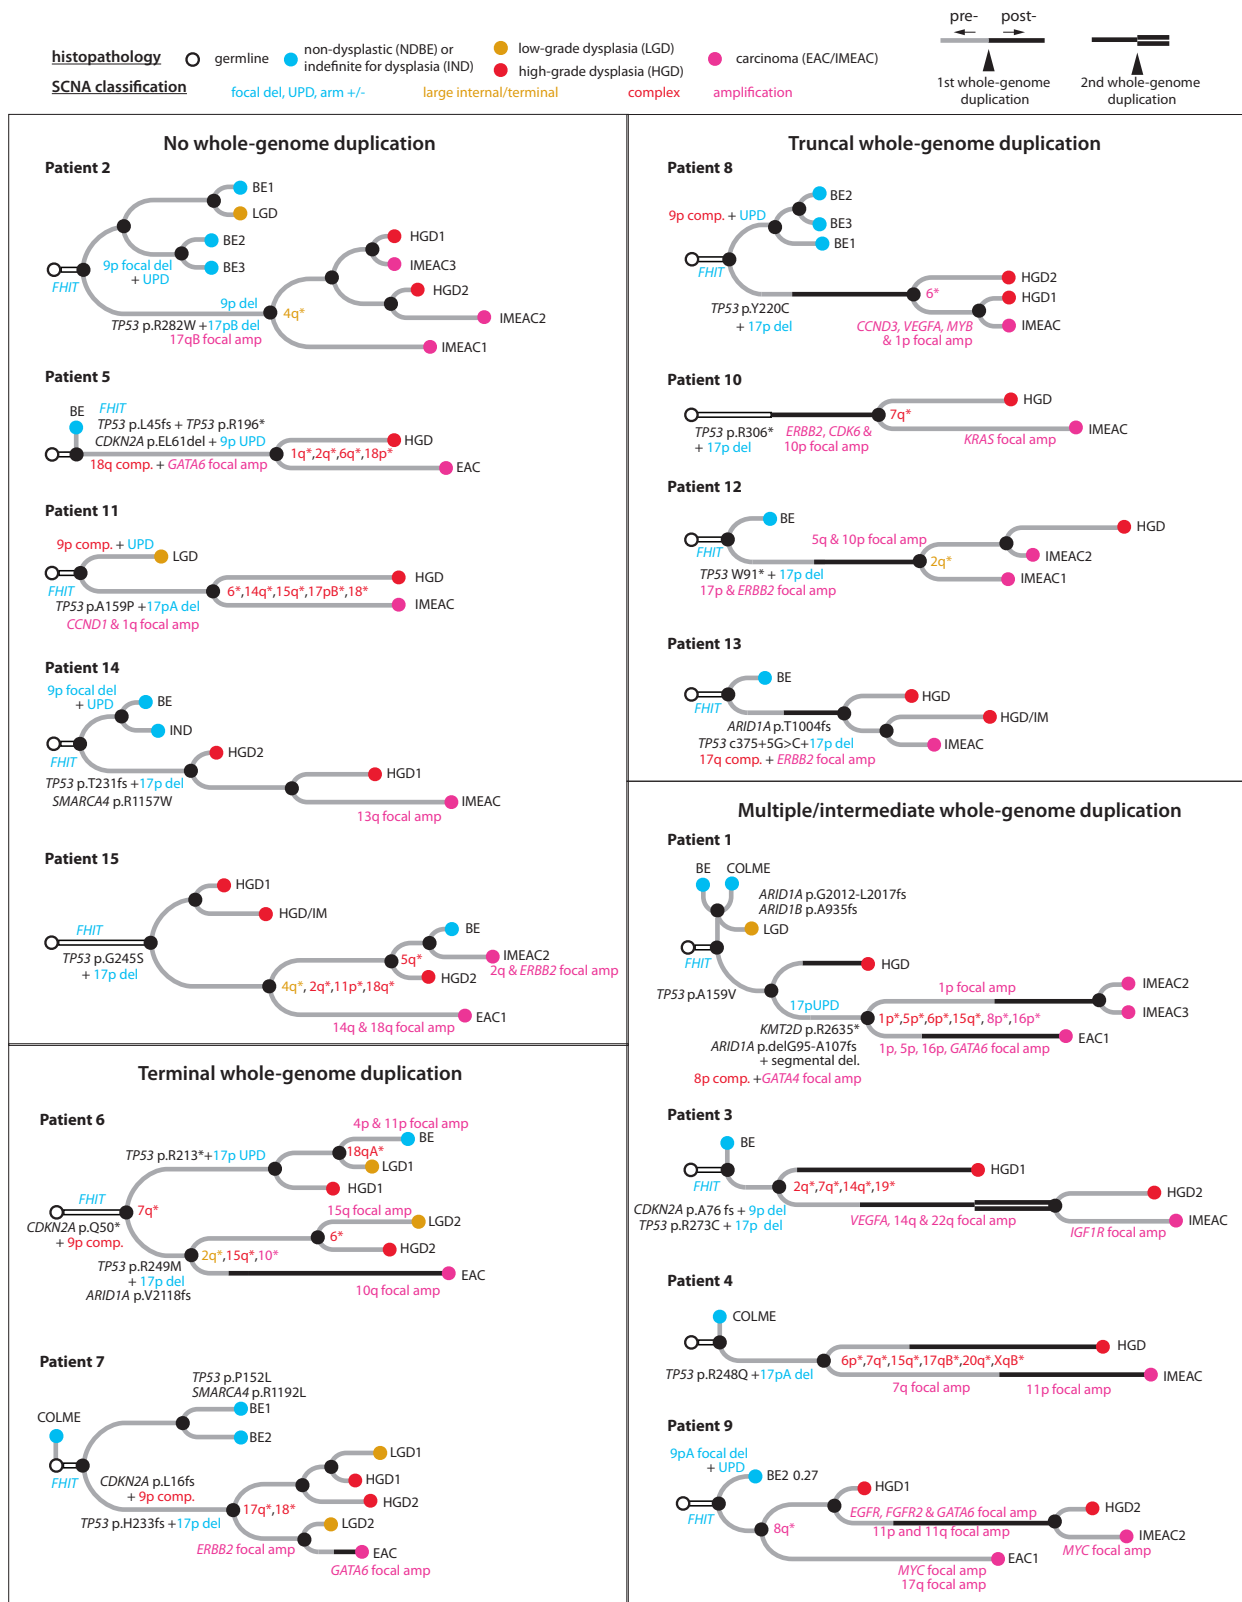 pre-
post-
1st whole-genome
duplication
2nd whole-genome
duplication
histopathology
germline
non-dysplastic (NDBE) or
indefinite for dysplasia (IND)
low-grade dysplasia (LGD)
high-grade dysplasia (HGD)
carcinoma (EAC/IMEAC)
SCNA classification
focal del, UPD, arm +/-
large internal/terminal
complex
amplification
No whole-genome duplication
Patient 2
BE1
LGD
BE2
BE3
9p focal del
+ UPD
FHIT
9p del
TP53 p.R282W +17pB del
17qB focal amp
4q*
HGD1
IMEAC3
HGD2
IMEAC2
IMEAC1
Patient 5
BE
FHIT
TP53 p.L45fs + TP53 p.R196*
CDKN2A p.EL61del + 9p UPD
18q comp. + GATA6 focal amp
1q*,2q*,6q*,18p*
HGD
EAC
Patient 11
9p comp. + UPD
LGD
FHIT
TP53 p.A159P +17pA del
CCND1 & 1q focal amp
6*,14q*,15q*,17pB*,18*
HGD
IMEAC
Patient 14
9p focal del
+ UPD
BE
IND
FHIT
TP53 p.T231fs +17p del
SMARCA4 p.R1157W
HGD2
HGD1
IMEAC
13q focal amp
Patient 15
HGD1
HGD/IM
FHIT
TP53 p.G245S
+ 17p del
4q*, 2q*,11p*,18q*
5q*
BE
IMEAC2
2q & ERBB2 focal amp
HGD2
EAC1
14q & 18q focal amp
Terminal whole-genome duplication
Patient 6
4p & 11p focal amp
BE
TP53 p.R213*+17p UPD
18qA*
LGD1
HGD1
FHIT
7q*
CDKN2A p.Q50*
+ 9p comp.
15q focal amp
LGD2
6*
HGD2
2q*,15q*,10*
TP53 p.R249M
+ 17p del
ARID1A p.V2118fs
EAC
10q focal amp
Patient 7
TP53 p.P152L
SMARCA4 p.R1192L
COLME
BE1
BE2
FHIT
CDKN2A p.L16fs
+ 9p comp.
TP53 p.H233fs +17p del
17q*,18*
LGD1
HGD1
HGD2
LGD2
ERBB2 focal amp
EAC
GATA6 focal amp
Truncal whole-genome duplication
Patient 8
9p comp. + UPD
BE2
BE3
BE1
FHIT
TP53 p.Y220C
+ 17p del
6*
CCND3, VEGFA, MYB
& 1p focal amp
HGD2
HGD1
IMEAC
Patient 10
TP53 p.R306*
+ 17p del
ERBB2, CDK6 &
10p focal amp
7q*
HGD
IMEAC
KRAS focal amp
Patient 12
BE
FHIT
5q & 10p focal amp
TP53 W91* + 17p del
17p & ERBB2 focal amp
2q*
HGD
IMEAC2
IMEAC1
Patient 13
BE
FHIT
ARID1A p.T1004fs
TP53 c375+5G>C+17p del
17q comp. + ERBB2 focal amp
HGD
HGD/IM
IMEAC
Multiple/intermediate whole-genome duplication
Patient 1
BE
COLME
ARID1A p.G2012-L2017fs
ARID1B p.A935fs
LGD
FHIT
HGD
TP53 p.A159V
17pUPD
KMT2D p.R2635*
ARID1A p.delG95-A107fs
+ segmental del.
8p comp. +GATA4 focal amp
1p focal amp
1p*,5p*,6p*,15q*, 8p*,16p*
IMEAC2
IMEAC3
EAC1
1p, 5p, 16p, GATA6 focal amp
Patient 3
BE
FHIT
CDKN2A p.A76 fs + 9p del
TP53 p.R273C + 17p del
2q*,7q*,14q*,19*
HGD1
VEGFA, 14q & 22q focal amp
HGD2
IMEAC
IGF1R focal amp
Patient 4
COLME
TP53 p.R248Q +17pA del
6p*,7q*,15q*,17qB*,20q*,XqB*
HGD
7q focal amp
11p focal amp
IMEAC
Patient 9
9pA focal del
+ UPD
BE2 0.27
FHIT
8q*
HGD1
EGFR, FGFR2 & GATA6 focal amp
11p and 11q focal amp
HGD2
IMEAC2
MYC focal amp
EAC1
MYC focal amp
17q focal amp